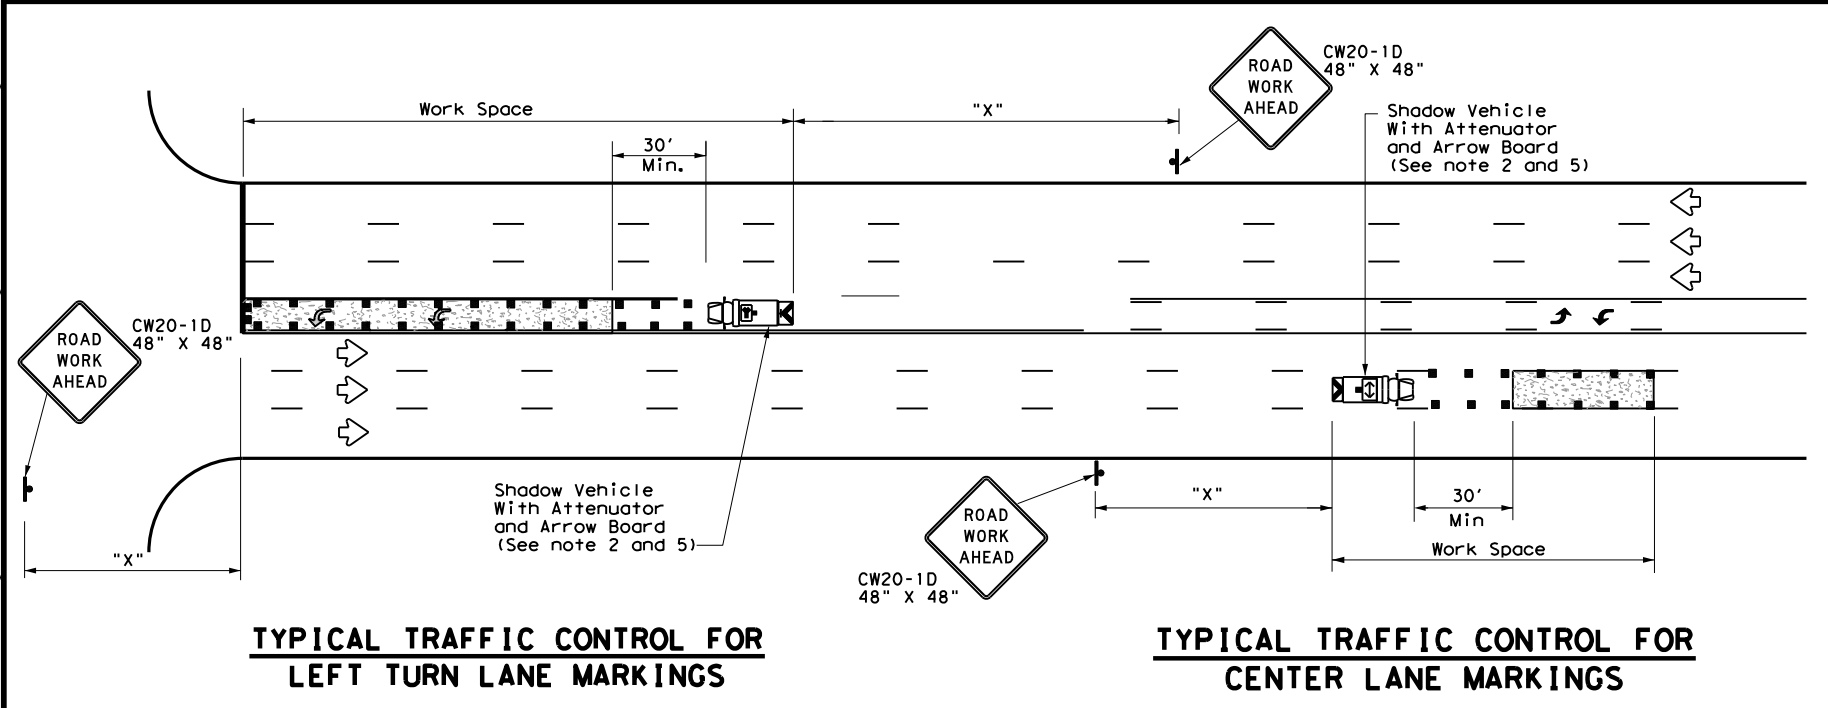 ROAD
WORK
AHEAD
CW20-1D
48" X 48"
Work Space
"X"
30'
Min.
Shadow Vehicle
With Attenuator
and Arrow Board
(See note 2 and 5)
ROAD
WORK
AHEAD
CW20-1D
48" X 48"
"X"
Shadow Vehicle
With Attenuator
and Arrow Board
(See note 2 and 5)
ROAD
WORK
AHEAD
CW20-1D
48" X 48"
"X"
30'
Min
Work Space
TYPICAL TRAFFIC CONTROL FOR
LEFT TURN LANE MARKINGS
TYPICAL TRAFFIC CONTROL FOR
CENTER LANE MARKINGS